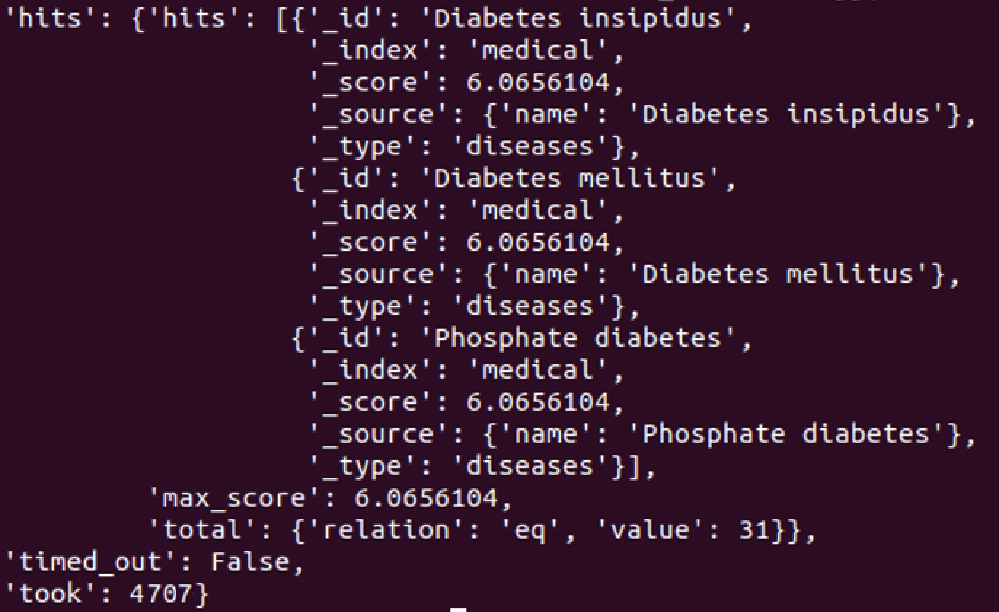 'hits': {'hits': [{'_id': 'Diabetes insipidus',
'_index': 'medical',
'_score': 6.0656104,
'_source': {'name': 'Diabetes insipidus'},
'_type': 'diseases'},
{'_id': 'Diabetes mellitus',
'_index': 'medical',
'_score': 6.0656104,
'_source': {'name': 'Diabetes mellitus'},
'_type': 'diseases'},
{'_id': 'Phosphate diabetes',
'_index': 'medical',
'_score': 6.0656104,
'_source': {'name': 'Phosphate diabetes'},
'_type': 'diseases'}],
'max_score': 6.0656104,
'total': {'relation': 'eq', 'value': 31}},
'timed_out': False,
'took': 4707}